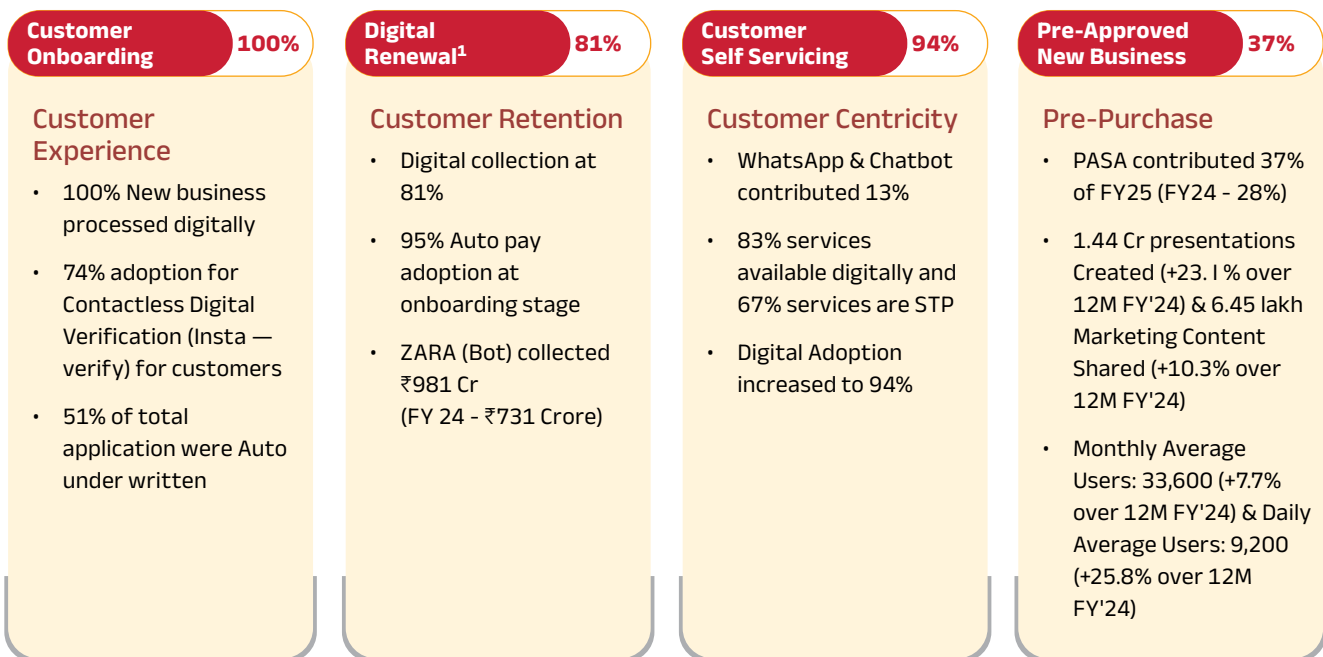 Customer
Onboarding
100%
Customer
Experience
• 100% New business
processed digitally
• 74% adoption for
Contactless Digital
Verification (Insta —
verify) for customers
• 51% of total
application were Auto
under written
Digital
Renewal¹
81%
Customer Retention
• Digital collection at
81%
• 95% Auto pay
adoption at
onboarding stage
• ZARA (Bot) collected
₹981 Cr
(FY 24 - ₹731 Crore)
Customer
Self Servicing
94%
Customer Centricity
• WhatsApp & Chatbot
contributed 13%
• 83% services
available digitally and
67% services are STP
• Digital Adoption
increased to 94%
Pre-Approved
New Business
37%
Pre-Purchase
• PASA contributed 37%
of FY25 (FY24 - 28%)
• 1.44 Cr presentations
Created (+23. I % over
12M FY'24) & 6.45 lakh
Marketing Content
Shared (+10.3% over
12M FY'24)
• Monthly Average
Users: 33,600 (+7.7%
over 12M FY'24) & Daily
Average Users: 9,200
(+25.8% over 12M
FY'24)